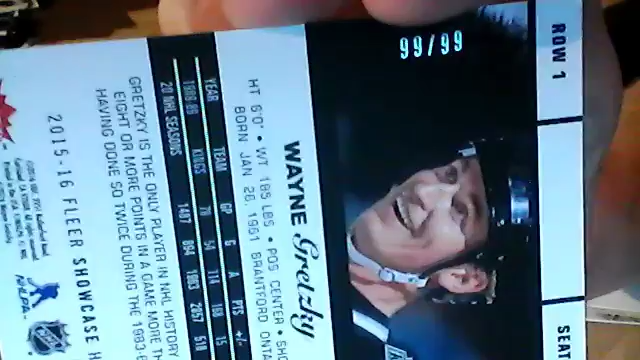 99/99
ROW 1
SEA
WAYNE Gretzky
HT 6'0" • WT 185 LBS • POS CENTER • SHO
BORN JAN 26, 1961 BRANTFORD ONTA
YEAR TEAM GP G A PTS +/-
1988-89 KINGS 78 54 114 168 15
20 NHL SEASONS 1487 894 1963 2857 518
GRETZKY IS THE ONLY PLAYER IN NHL HISTORY
EIGHT OR MORE POINTS IN A GAME MORE TH
HAVING DONE SO TWICE DURING THE 1983-8
2015-16 FLEER SHOWCASE H
NHLPA
NHL